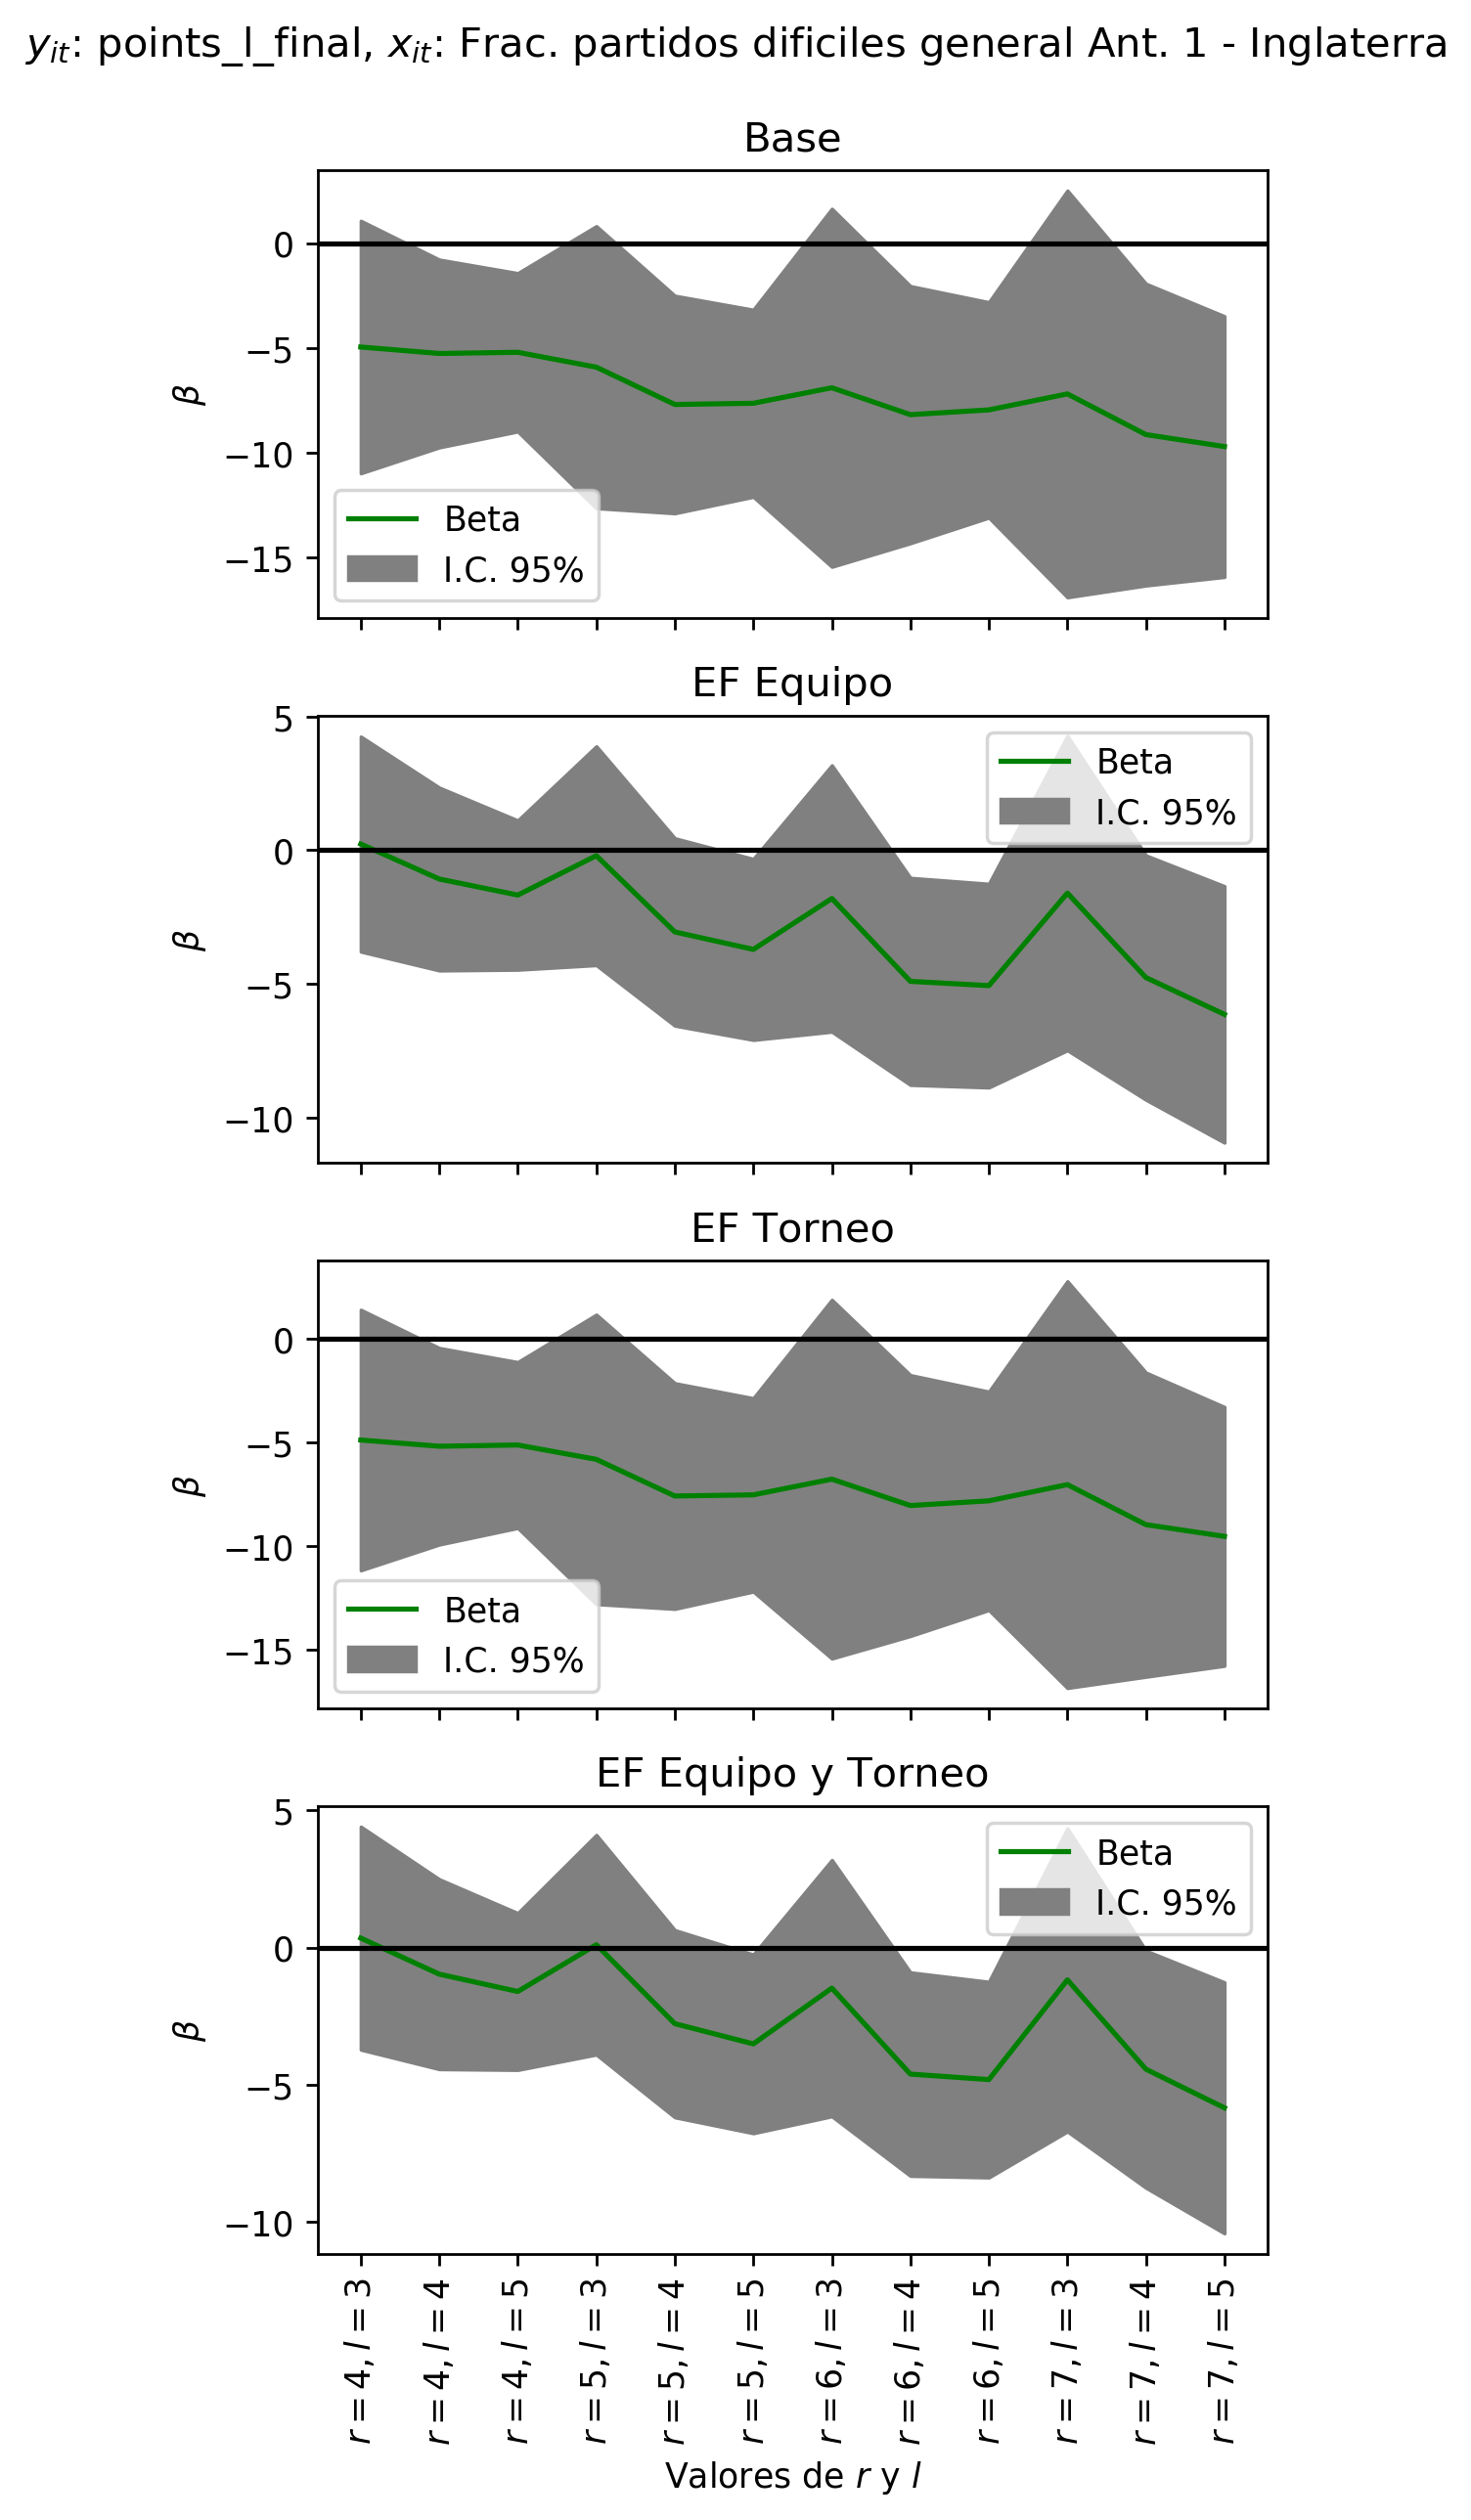 y_it: points_l_final, x_it: Frac. partidos dificiles general Ant. 1 - Inglaterra
Base
0
−5
−10
−15
β
Beta
I.C. 95%
EF Equipo
5
0
−5
−10
β
Beta
I.C. 95%
EF Torneo
0
−5
−10
−15
β
Beta
I.C. 95%
EF Equipo y Torneo
5
0
−5
−10
β
Beta
I.C. 95%
r = 4, l = 3
r = 4, l = 4
r = 4, l = 5
r = 5, l = 3
r = 5, l = 4
r = 5, l = 5
r = 6, l = 3
r = 6, l = 4
r = 6, l = 5
r = 7, l = 3
r = 7, l = 4
r = 7, l = 5
Valores de r y l